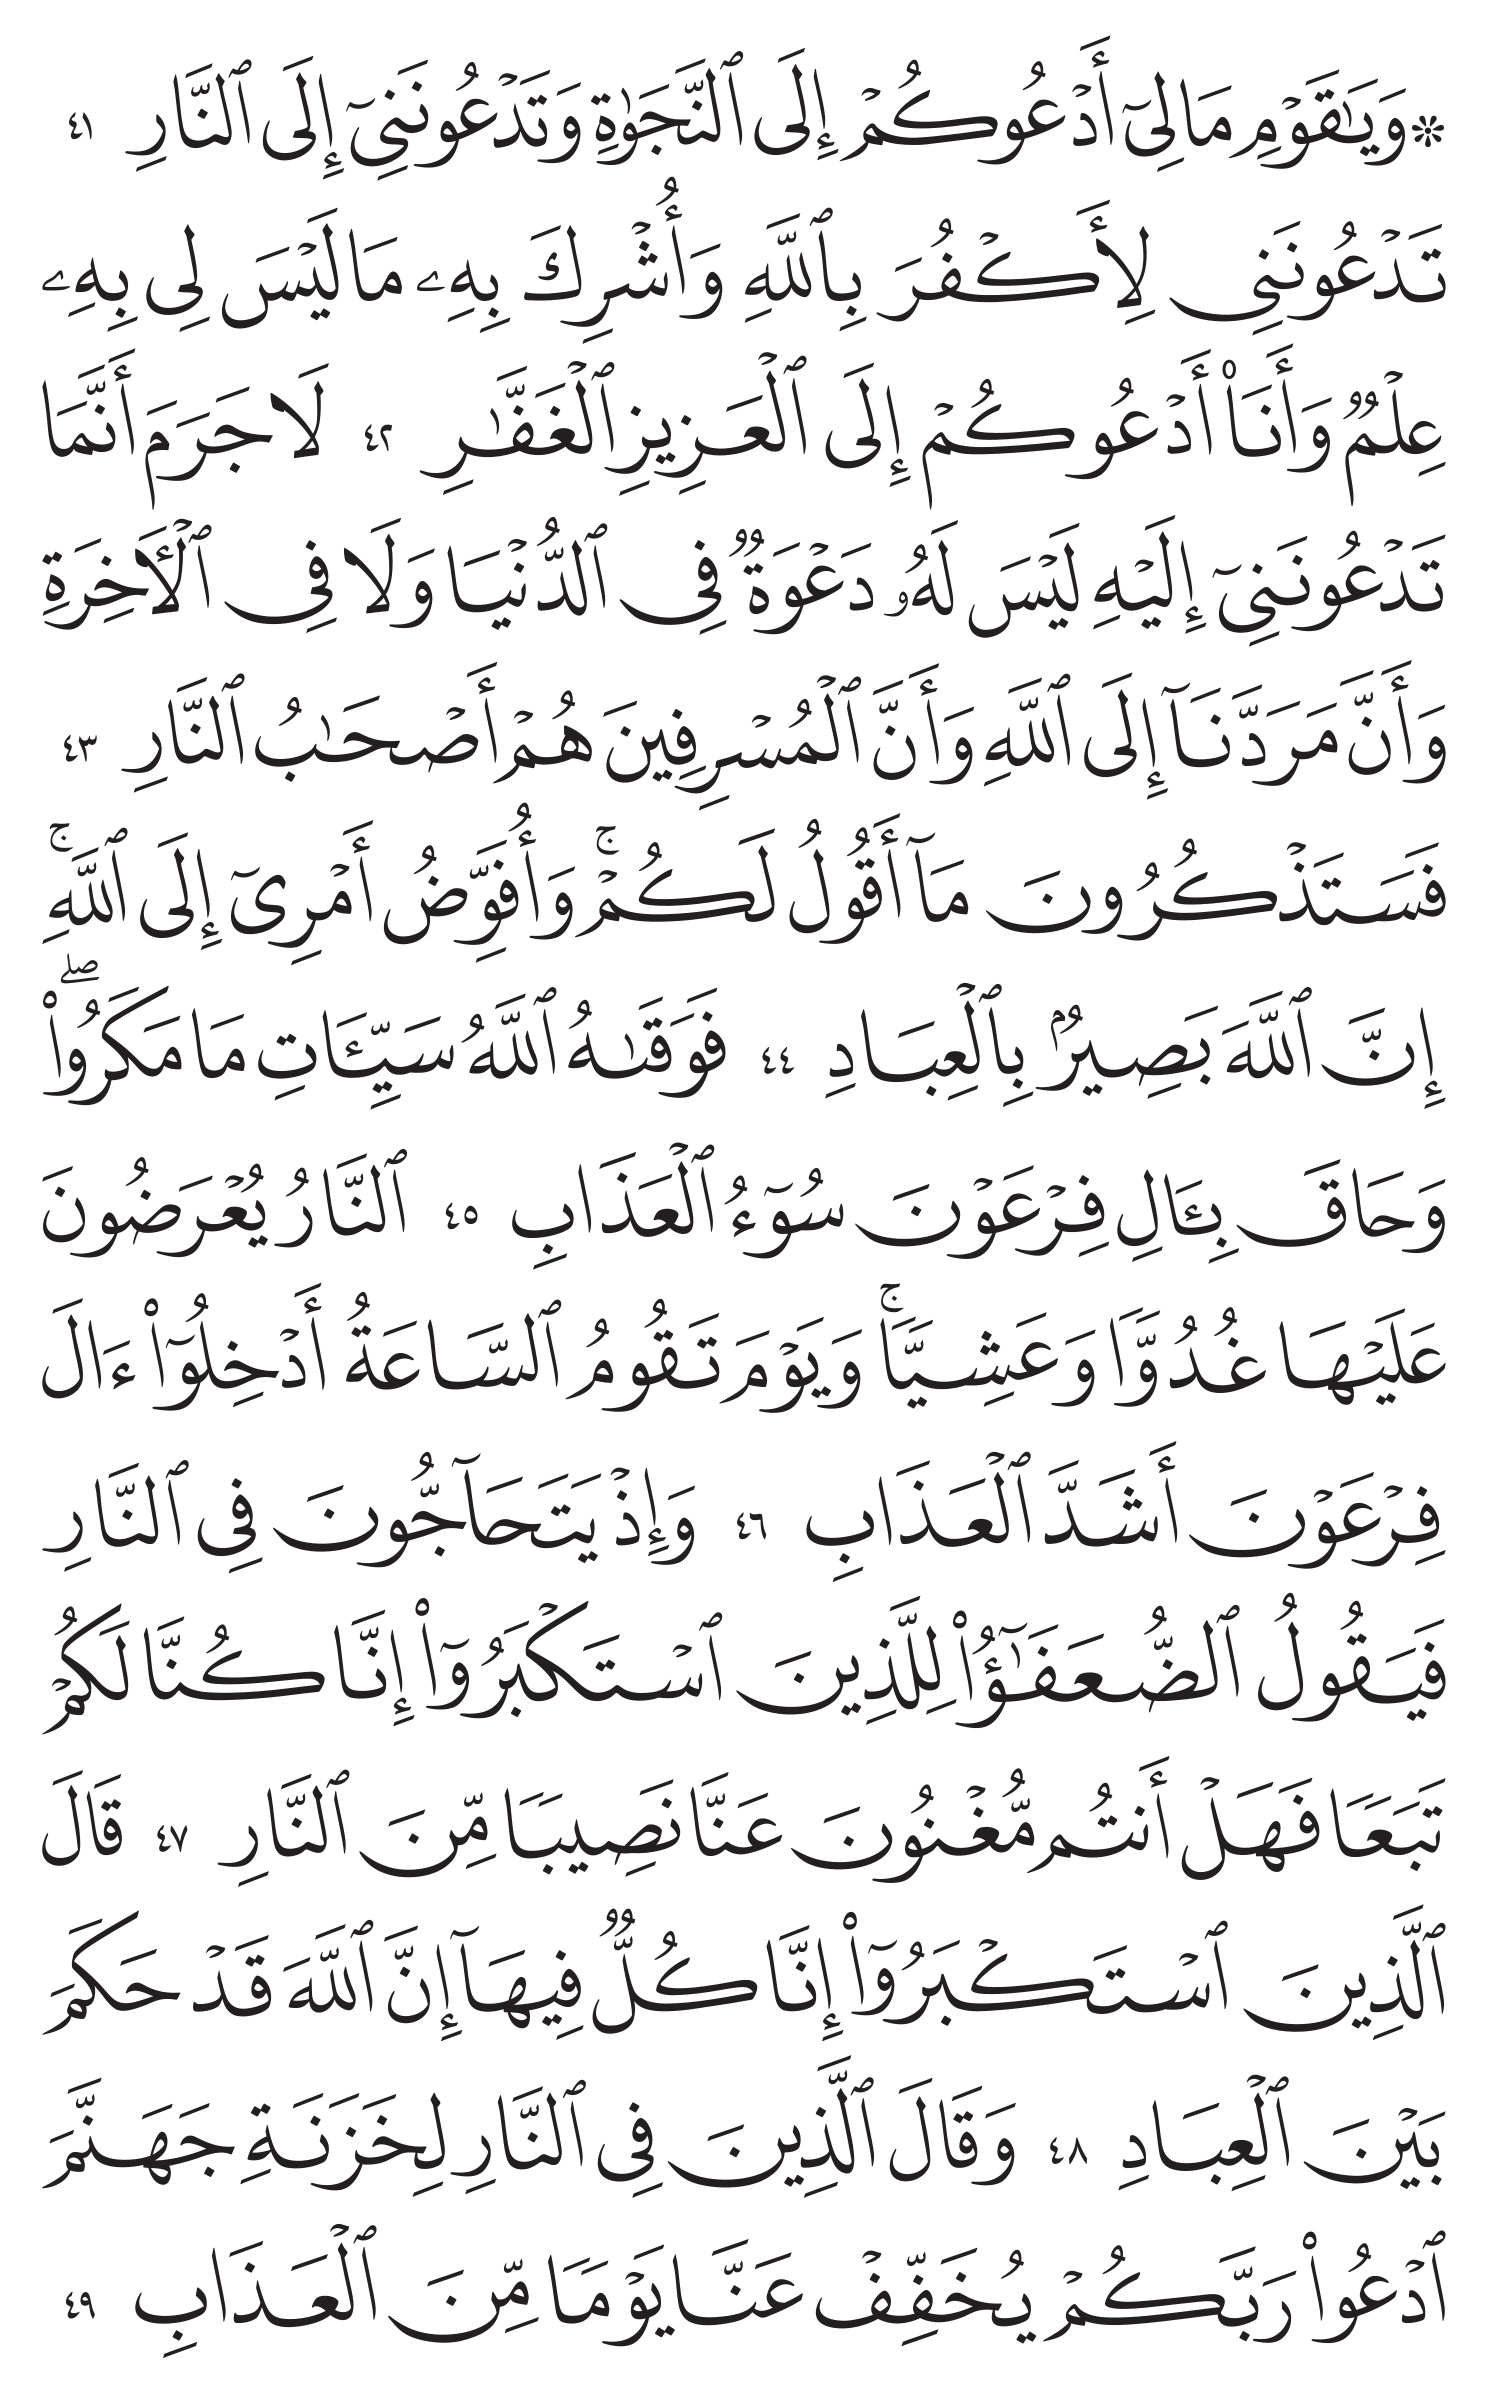 ۞وَيَٰقَوۡمِ مَالِيٓ أَدۡعُوكُمۡ إِلَى ٱلنَّجَوٰةِ وَتَدۡعُونَنِيٓ إِلَى ٱلنَّارِ ٤١
تَدۡعُونَنِي لِأَكۡفُرَ بِٱللَّهِ وَأُشۡرِكَ بِهِۦ مَا لَيۡسَ لِي بِهِۦ
عِلۡمٞ وَأَنَا۠ أَدۡعُوكُمۡ إِلَى ٱلۡعَزِيزِ ٱلۡغَفَّٰرِ ٤٢ لَا جَرَمَ أَنَّمَا
تَدۡعُونَنِيٓ إِلَيۡهِ لَيۡسَ لَهُۥ دَعۡوَةٞ فِي ٱلدُّنۡيَا وَلَا فِي ٱلۡأٓخِرَةِ
وَأَنَّ مَرَدَّنَآ إِلَى ٱللَّهِ وَأَنَّ ٱلۡمُسۡرِفِينَ هُمۡ أَصۡحَٰبُ ٱلنَّارِ ٤٣
فَسَتَذۡكُرُونَ مَآ أَقُولُ لَكُمۡۚ وَأُفَوِّضُ أَمۡرِيٓ إِلَى ٱللَّهِۚ
إِنَّ ٱللَّهَ بَصِيرُۢ بِٱلۡعِبَادِ ٤٤ فَوَقَىٰهُ ٱللَّهُ سَيِّـَٔاتِ مَا مَكَرُواْۖ
وَحَاقَ بِـَٔالِ فِرۡعَوۡنَ سُوٓءُ ٱلۡعَذَابِ ٤٥ ٱلنَّارُ يُعۡرَضُونَ
عَلَيۡهَا غُدُوّٗا وَعَشِيّٗاۚ وَيَوۡمَ تَقُومُ ٱلسَّاعَةُ أَدۡخِلُوٓاْ ءَالَ
فِرۡعَوۡنَ أَشَدَّ ٱلۡعَذَابِ ٤٦ وَإِذۡ يَتَحَآجُّونَ فِي ٱلنَّارِ
فَيَقُولُ ٱلضُّعَفَٰٓؤُاْ لِلَّذِينَ ٱسۡتَكۡبَرُوٓاْ إِنَّا كُنَّا لَكُمۡ
تَبَعٗا فَهَلۡ أَنتُم مُّغۡنُونَ عَنَّا نَصِيبٗا مِّنَ ٱلنَّارِ ٤٧ قَالَ
ٱلَّذِينَ ٱسۡتَكۡبَرُوٓاْ إِنَّا كُلّٞ فِيهَآ إِنَّ ٱللَّهَ قَدۡ حَكَمَ
بَيۡنَ ٱلۡعِبَادِ ٤٨ وَقَالَ ٱلَّذِينَ فِي ٱلنَّارِ لِخَزَنَةِ جَهَنَّمَ
ٱدۡعُواْ رَبَّكُمۡ يُخَفِّفۡ عَنَّا يَوۡمٗا مِّنَ ٱلۡعَذَابِ ٤٩